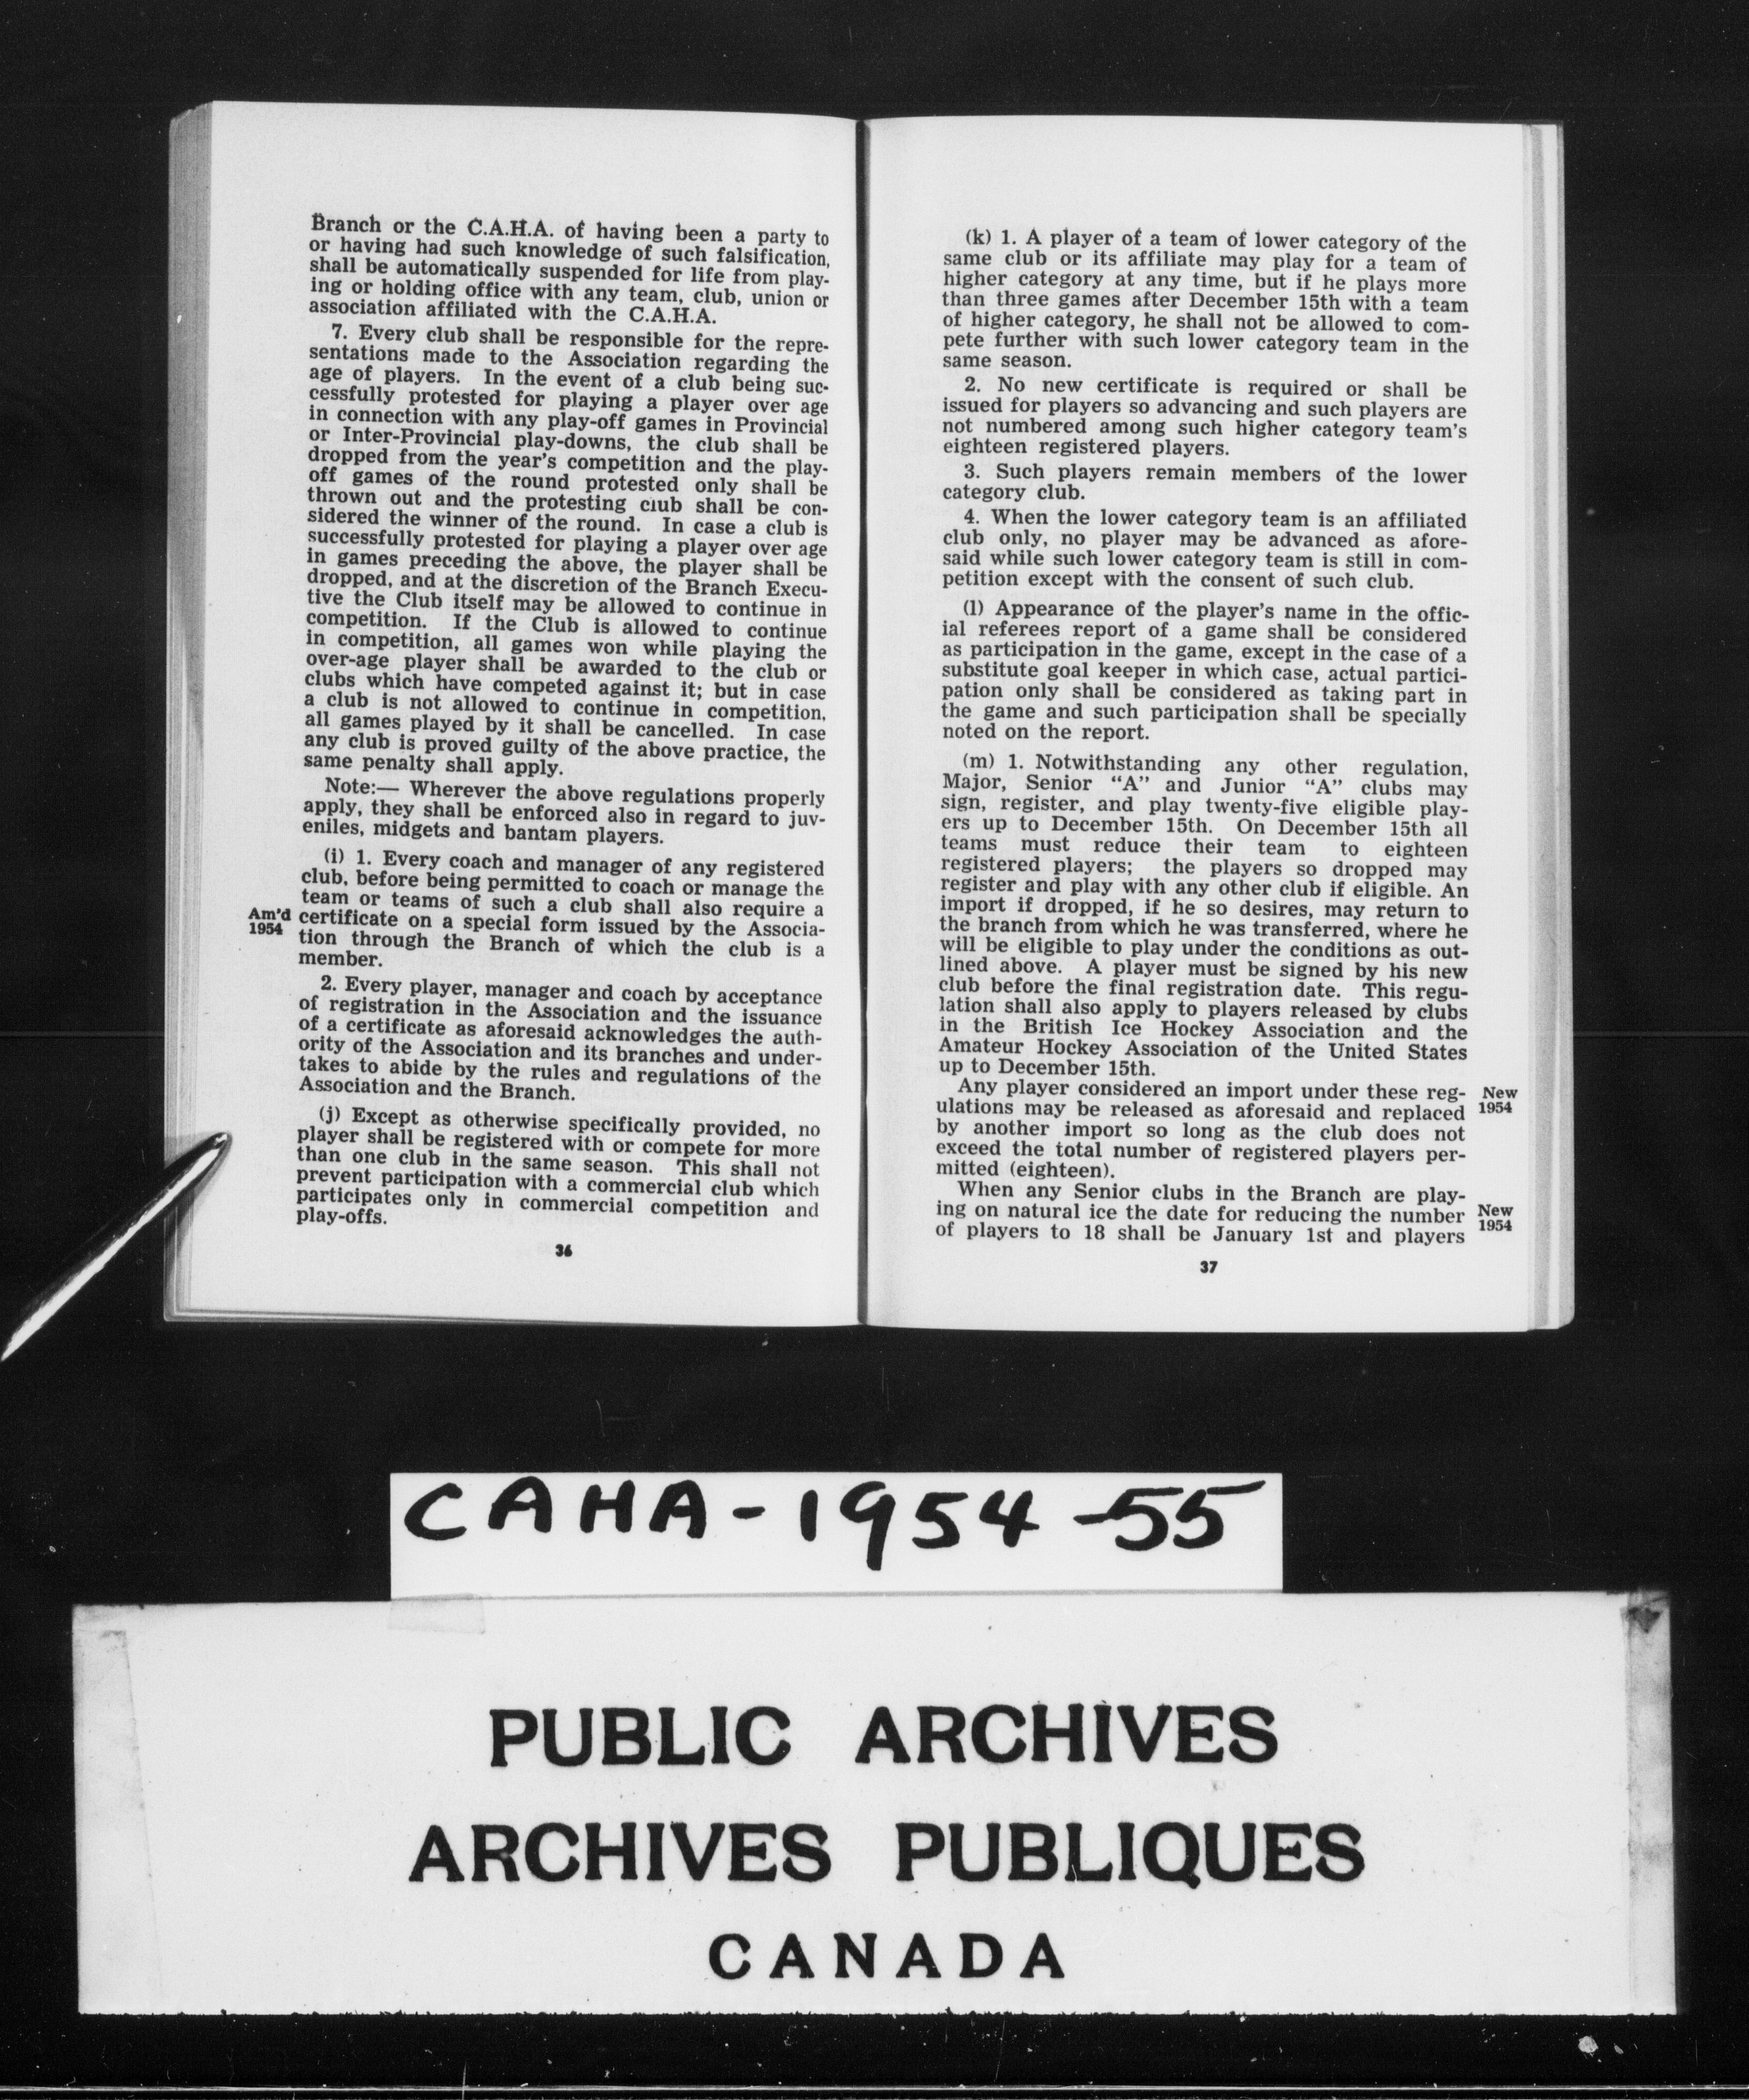 Branch or the C.A.H.A. of having been a party to
or having had such knowledge of such falsification,
shall be automatically suspended for life from play-
ing or holding office with any team, club, union or
association affiliated with the C.A.H.A.
7. Every club shall be responsible for the repre-
sentations made to the Association regarding the
age of players. In the event of a club being suc-
cessfully protested for playing a player over age
in connection with any play-off games in Provincial
or Inter-Provincial play-downs, the club shall be
dropped from the year's competition and the play-
off games of the round protested only shall be
thrown out and the protesting club shall be con-
sidered the winner of the round. In case a club is
successfully protested for playing a player over age
in games preceding the above, the player shall be
dropped, and at the discretion of the Branch Execu-
tive the Club itself may be allowed to continue in
competition. If the Club is allowed to continue
in competition, all games won while playing the
over-age player shall be awarded to the club or
clubs which have competed against it; but in case
a club is not allowed to continue in competition,
all games played by it shall be cancelled. In case
any club is proved guilty of the above practice, the
same penalty shall apply.
Note:— Wherever the above regulations properly
apply, they shall be enforced also in regard to juv-
eniles, midgets and bantam players.
(i) 1. Every coach and manager of any registered
club, before being permitted to coach or manage the
team or teams of such a club shall also require a
Am'd
1954
certificate on a special form issued by the Associa-
tion through the Branch of which the club is a
member.
2. Every player, manager and coach by acceptance
of registration in the Association and the issuance
of a certificate as aforesaid acknowledges the auth-
ority of the Association and its branches and under-
takes to abide by the rules and regulations of the
Association and the Branch.
(j) Except as otherwise specifically provided, no
player shall be registered with or compete for more
than one club in the same season. This shall not
prevent participation with a commercial club which
participates only in commercial competition and
play-offs.
36
(k) 1. A player of a team of lower category of the
same club or its affiliate may play for a team of
higher category at any time, but if he plays more
than three games after December 15th with a team
of higher category, he shall not be allowed to com-
pete further with such lower category team in the
same season.
2. No new certificate is required or shall be
issued for players so advancing and such players are
not numbered among such higher category team's
eighteen registered players.
3. Such players remain members of the lower
category club.
4. When the lower category team is an affiliated
club only, no player may be advanced as afore-
said while such lower category team is still in com-
petition except with the consent of such club.
(l) Appearance of the player's name in the offic-
ial referees report of a game shall be considered
as participation in the game, except in the case of a
substitute goal keeper in which case, actual partici-
pation only shall be considered as taking part in
the game and such participation shall be specially
noted on the report.
(m) 1. Notwithstanding any other regulation,
Major, Senior “A” and Junior “A” clubs may
sign, register, and play twenty-five eligible play-
ers up to December 15th. On December 15th all
teams must reduce their team to eighteen
registered players; the players so dropped may
register and play with any other club if eligible. An
import if dropped, if he so desires, may return to
the branch from which he was transferred, where he
will be eligible to play under the conditions as out-
lined above. A player must be signed by his new
club before the final registration date. This regu-
lation shall also apply to players released by clubs
in the British Ice Hockey Association and the
Amateur Hockey Association of the United States
up to December 15th.
Any player considered an import under these reg-
ulations may be released as aforesaid and replaced
New
1954
by another import so long as the club does not
exceed the total number of registered players per-
mitted (eighteen).
When any Senior clubs in the Branch are play-
ing on natural ice the date for reducing the number
of players to 18 shall be January 1st and players
New
1954
37
CAHA-1954-55
PUBLIC ARCHIVES
ARCHIVES PUBLIQUES
CANADA